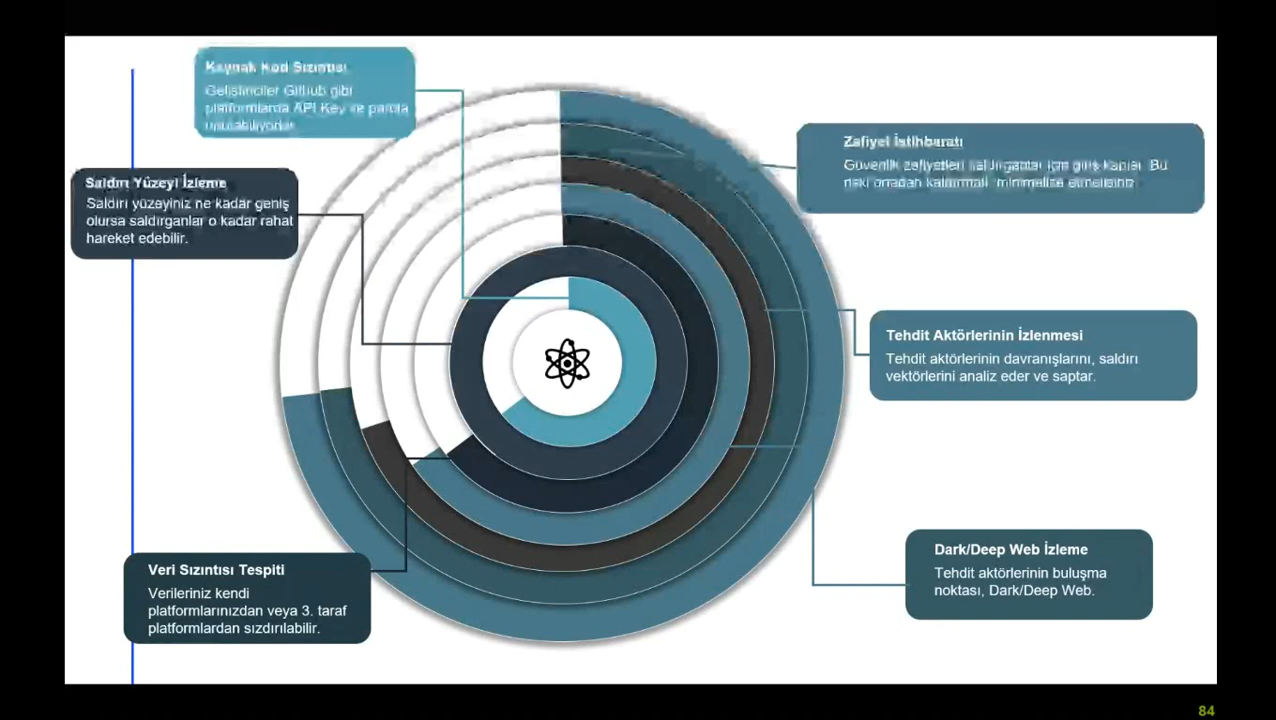 Kaynak Kod Sızıntısı
Geliştiriciler Github gibi
platformlarda API Key ve parola
unutabiliyorlar.
Saldırı Yüzeyi İzleme
Saldırı yüzeyiniz ne kadar geniş
olursa saldırganlar o kadar rahat
hareket edebilir.
Veri Sızıntısı Tespiti
Verileriniz kendi
platformlarınızdan veya 3. taraf
platformlardan sızdırılabilir.
Zafiyet İstihbaratı
Güvenlik zafiyetleri saldırganlar için giriş kapısı. Bu
riski ortadan kaldırmalı, minimelize etmelisiniz.
Tehdit Aktörlerinin İzlenmesi
Tehdit aktörlerinin davranışlarını, saldırı
vektörlerini analiz eder ve saptar.
Dark/Deep Web İzleme
Tehdit aktörlerinin buluşma
noktası, Dark/Deep Web.
84